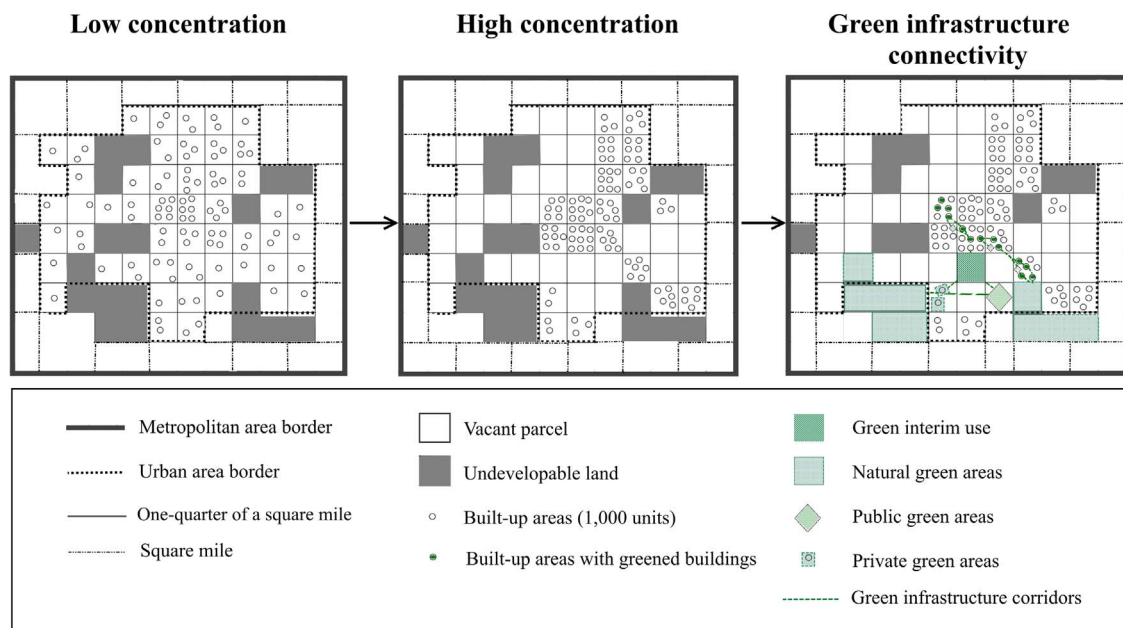 Low concentration
High concentration
Green infrastructure
connectivity
Metropolitan area border
Urban area border
One-quarter of a square mile
Square mile
Vacant parcel
Undevelopable land
Built-up areas (1,000 units)
Built-up areas with greened buildings
Green interim use
Natural green areas
Public green areas
Private green areas
Green infrastructure corridors